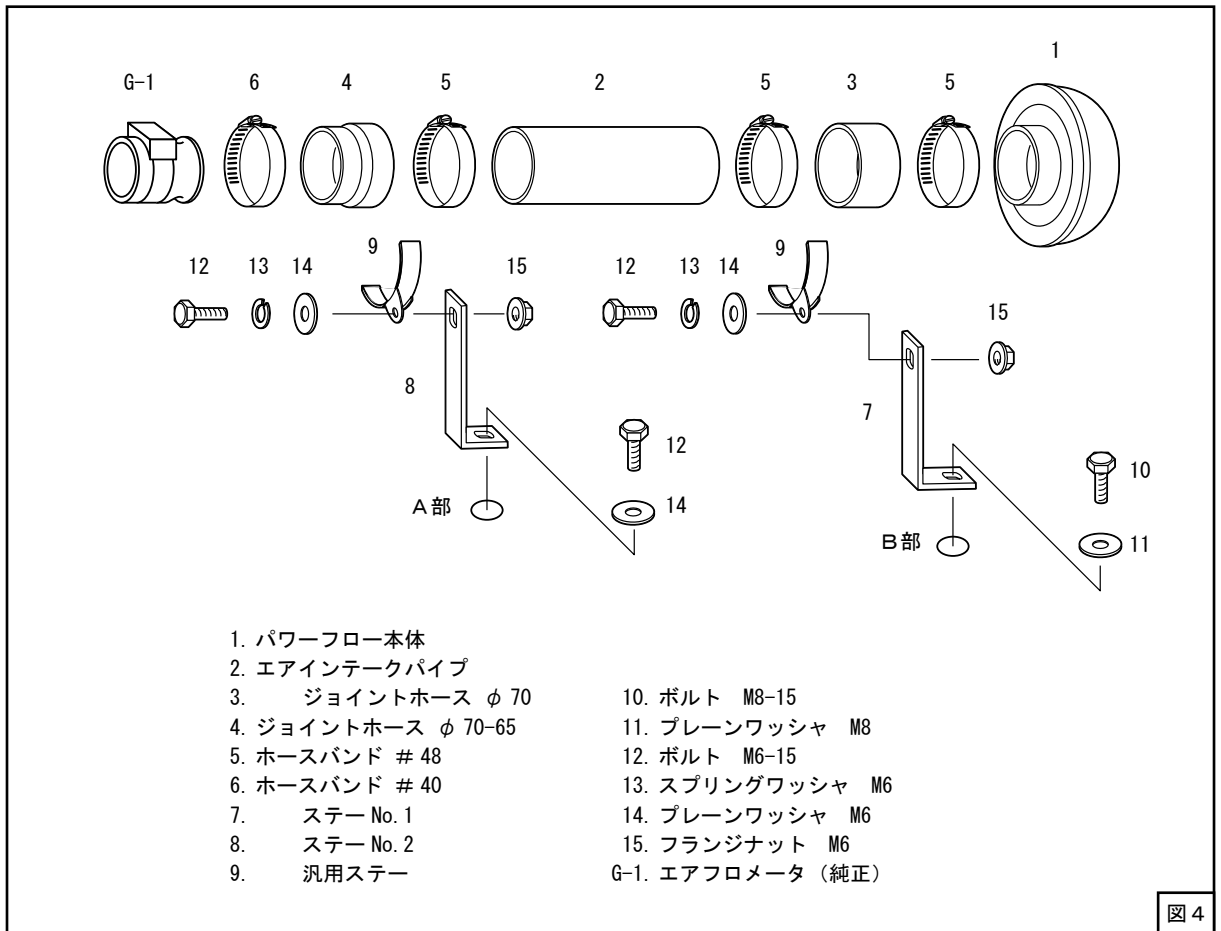 1
G-1 6 4 5 2 5 3 5
9 9
12 13 14 15 12 13 14
15
8
7
12
10
A部 14
B部 11
1. パワーフロー本体
2. エアインテークパイプ
3. ジョイントホース φ 70
4. ジョイントホース φ 70-65
5. ホースバンド ＃ 48
6. ホースバンド ＃ 40
7. ステー No. 1
8. ステー No. 2
9. 汎用ステー
10. ボルト M8-15
11. プレーンワッシャ M8
12. ボルト M6-15
13. スプリングワッシャ M6
14. プレーンワッシャ M6
15. フランジナット M6
G-1. エアフロメータ（純正）
図４